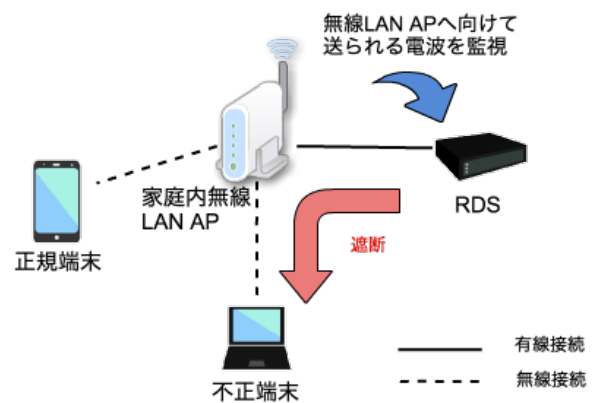 無線LAN APへ向けて
送られる電波を監視
家庭内無線
LAN AP
RDS
正規端末
遮断
不正端末
有線接続
無線接続